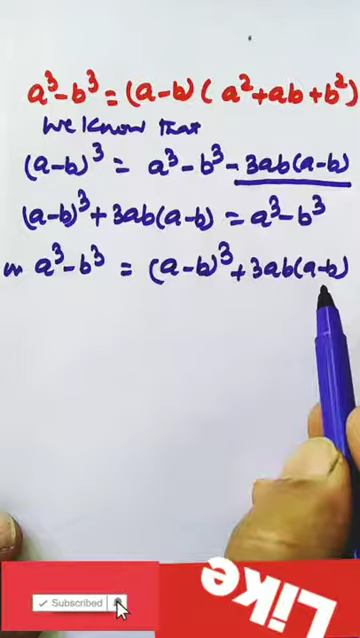 a³-b³ = (a-b) ( a²+ab+b²)
We know that
(a-b)³ = a³-b³-3ab(a-b)
(a-b)³+3ab(a-b) = a³-b³
a³-b³ = (a-b)³+3ab(a-b)
Like
✓ Subscribed